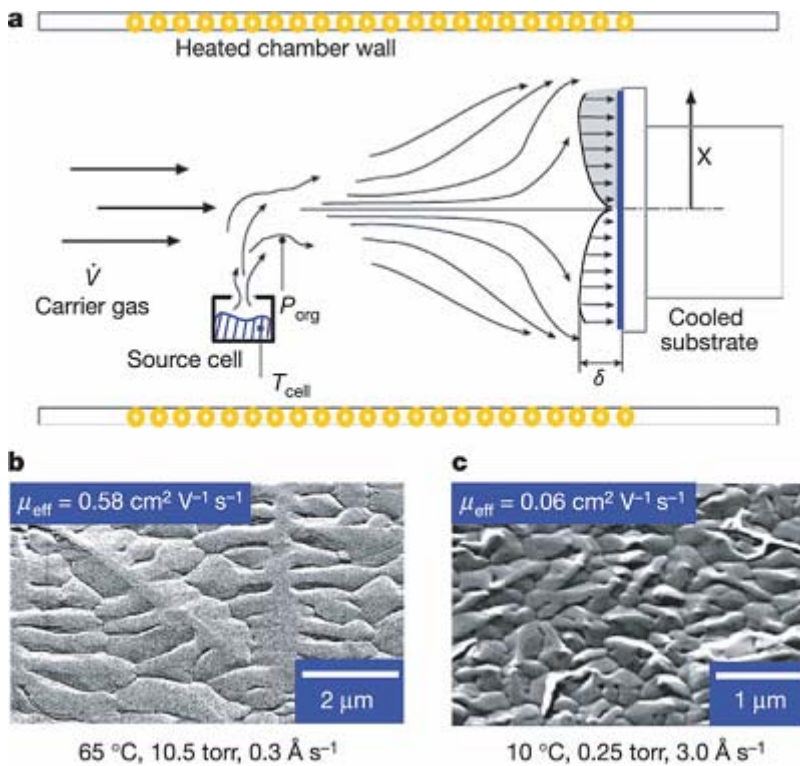 a
Heated chamber wall
X
V̇
Carrier gas
P_org
Source cell
T_cell
δ
Cooled
substrate
b
μ_eff = 0.58 cm² V⁻¹ s⁻¹
2 μm
65 °C, 10.5 torr, 0.3 Å s⁻¹
c
μ_eff = 0.06 cm² V⁻¹ s⁻¹
1 μm
10 °C, 0.25 torr, 3.0 Å s⁻¹